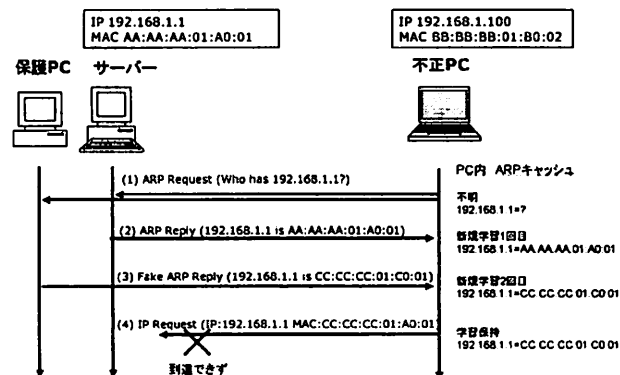 IP 192.168.1.1
MAC AA:AA:AA:01:A0:01
IP 192.168.1.100
MAC BB:BB:BB:01:B0:02
保護PC
サーバー
不正PC
PC内 ARPキャッシュ
(1) ARP Request (Who has 192.168.1.1?)
不明
192.168.1 1=?
(2) ARP Reply (192.168.1.1 is AA:AA:AA:01:A0:01)
新規学習1回目
192.168.1.1=AA.AA.AA.01.A0:01
(3) Fake ARP Reply (192.168.1.1 is CC:CC:CC:01:C0:01)
新規学習2回目
192.168 1.1=CC CC CC 01 C0 01
(4) IP Request (IP:192.168.1.1 MAC:CC:CC:CC:01:A0:01)
学習保持
192 168 1.1=CC CC CC 01 C0 01
到達できず